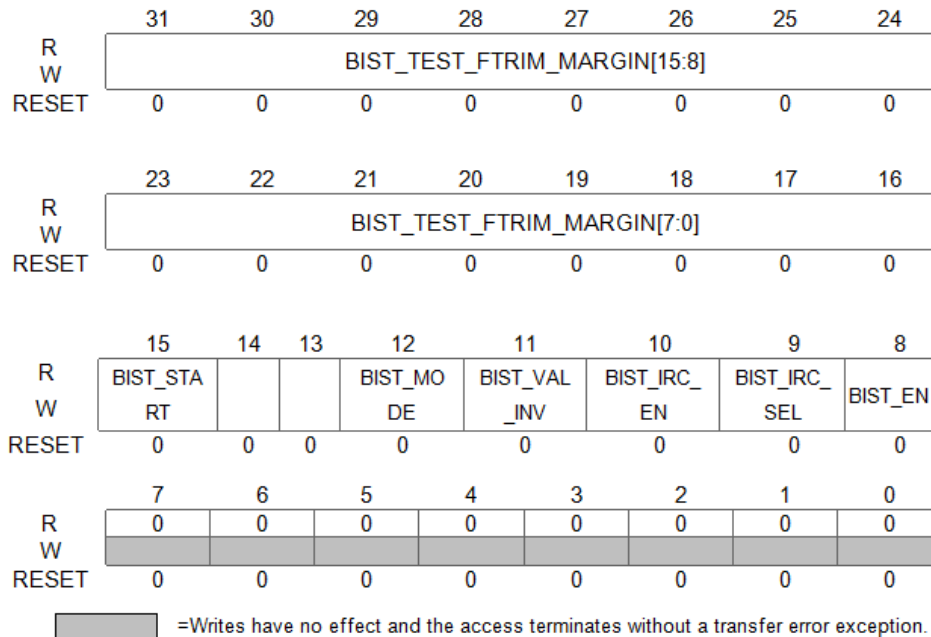 31 30 29 28 27 26 25 24
R
W
BIST_TEST_FTRIM_MARGIN[15:8]
RESET 0 0 0 0 0 0 0 0
23 22 21 20 19 18 17 16
R
W
BIST_TEST_FTRIM_MARGIN[7:0]
RESET 0 0 0 0 0 0 0 0
15 14 13 12 11 10 9 8
R BIST_STA BIST_MO BIST_VAL BIST_IRC_ BIST_IRC_ BIST_EN
W RT DE _INV EN SEL
RESET 0 0 0 0 0 0 0 0
7 6 5 4 3 2 1 0
R 0 0 0 0 0 0 0 0
W
RESET 0 0 0 0 0 0 0 0
=Writes have no effect and the access terminates without a transfer error exception.